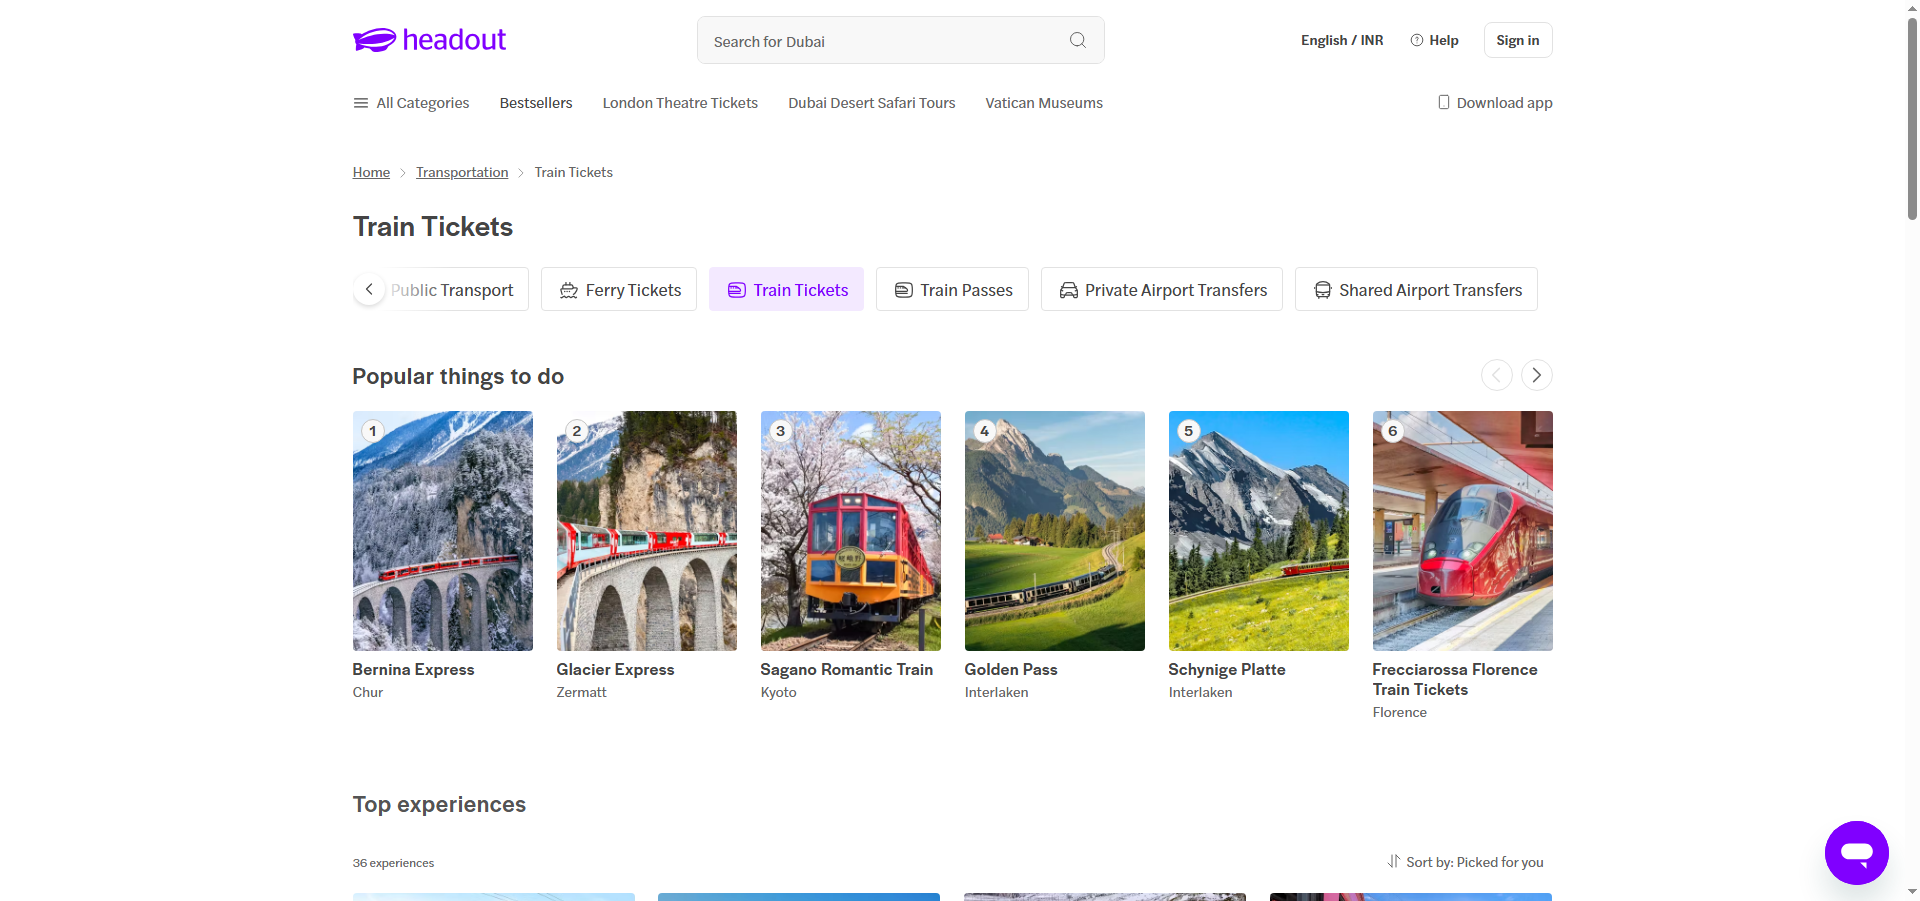 headout
Search for Dubai
English / INR
Help
Sign in
All Categories
Bestsellers
London Theatre Tickets
Dubai Desert Safari Tours
Vatican Museums
Download app
Home
Transportation
Train Tickets
Train Tickets
Public Transport
Ferry Tickets
Train Tickets
Train Passes
Private Airport Transfers
Shared Airport Transfers
Popular things to do
1
2
3
4
5
6
Bernina Express
Chur
Glacier Express
Zermatt
Sagano Romantic Train
Kyoto
Golden Pass
Interlaken
Schynige Platte
Interlaken
Frecciarossa Florence
Train Tickets
Florence
Top experiences
36 experiences
Sort by: Picked for you